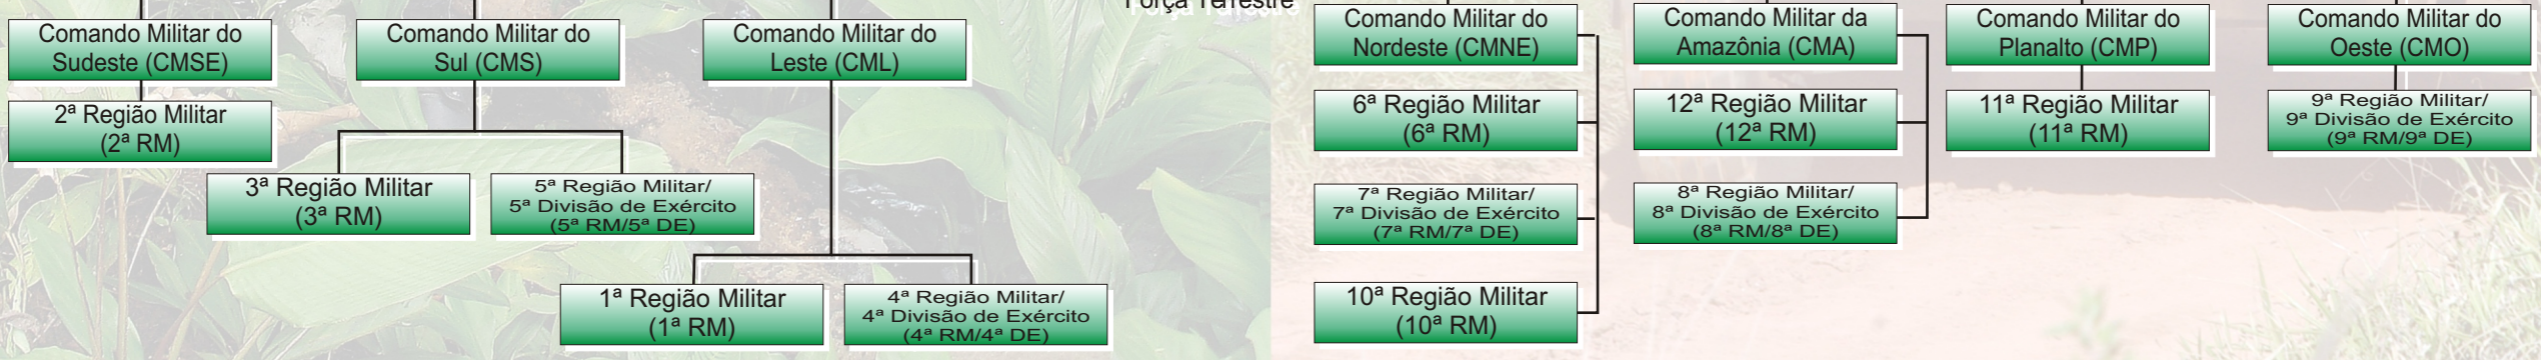 Força Terrestre
Comando Militar do
Sudeste (CMSE)
2ª Região Militar
(2ª RM)
Comando Militar do
Sul (CMS)
3ª Região Militar
(3ª RM)
5ª Região Militar/
5ª Divisão de Exército
(5ª RM/5ª DE)
Comando Militar do
Leste (CML)
1ª Região Militar
(1ª RM)
4ª Região Militar/
4ª Divisão de Exército
(4ª RM/4ª DE)
Comando Militar do
Nordeste (CMNE)
6ª Região Militar
(6ª RM)
7ª Região Militar/
7ª Divisão de Exército
(7ª RM/7ª DE)
10ª Região Militar
(10ª RM)
Comando Militar da
Amazônia (CMA)
12ª Região Militar
(12ª RM)
8ª Região Militar/
8ª Divisão de Exército
(8ª RM/8ª DE)
Comando Militar do
Planalto (CMP)
11ª Região Militar
(11ª RM)
Comando Militar do
Oeste (CMO)
9ª Região Militar/
9ª Divisão de Exército
(9ª RM/9ª DE)